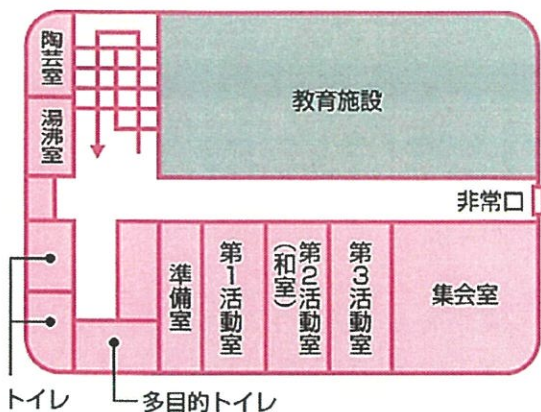 陶芸室
湯沸室
教育施設
非常口
準備室
第1活動室
第2活動室
(和室)
第3活動室
集会室
トイレ
多目的トイレ